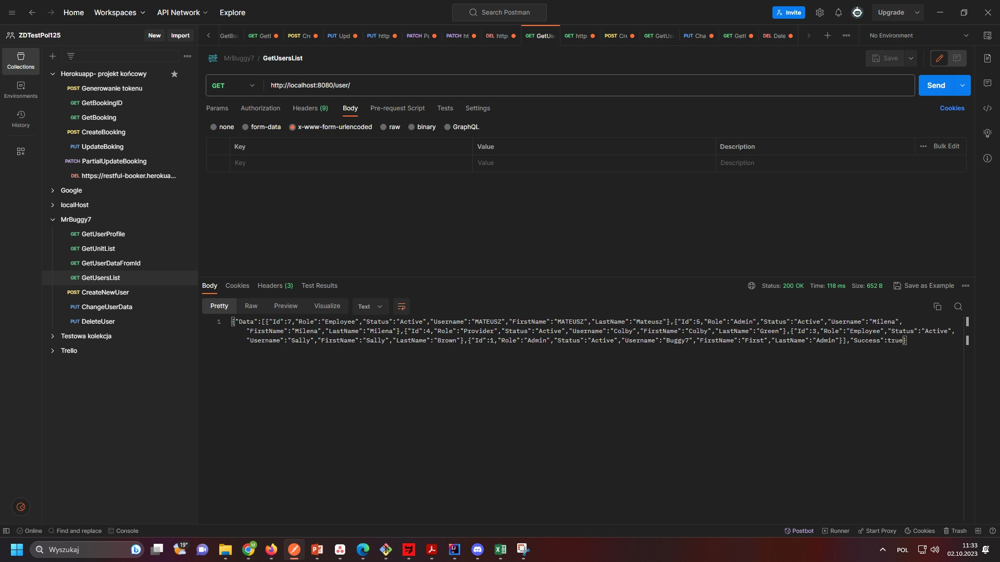 Home
Workspaces
API Network
Explore
Search Postman
Invite
Upgrade
ZDTestPol125
New
Import
GetBo
GET Getl
POST Cre
PUT Upd
PUT http
PATCH Pa
PATCH ht
DEL http:
GET GetUs
GET http:
POST Cre
GET GetUs
PUT Cha
GET Getl
DEL Dele
No Environment
Collections
Environments
History
Herokuapp- projekt końcowy
POST Generowanie tokenu
GET GetBookingID
GET GetBooking
POST CreateBooking
PUT UpdateBoking
PATCH PartialUpdateBooking
DEL https://restful-booker.herokua...
Google
localHost
MrBuggy7
GET GetUserProfile
GET GetUnitList
GET GetUserDataFromId
GET GetUsersList
POST CreateNewUser
PUT ChangeUserData
PUT DeleteUser
Testowa kolekcja
Trello
HTTP MrBuggy7 / GetUsersList
Save
GET http://localhost:8080/user/
Send
Params Authorization Headers (9) Body Pre-request Script Tests Settings
Cookies
none form-data x-www-form-urlencoded raw binary GraphQL
Key Value Description ••• Bulk Edit
Key Value Description
Body Cookies Headers (3) Test Results
Status: 200 OK Time: 118 ms Size: 652 B Save as Example
Pretty Raw Preview Visualize Text
1 {"Data":[{"Id":7,"Role":"Employee","Status":"Active","Username":"MATEUSZ","FirstName":"MATEUSZ","LastName":"Mateusz"},{"Id":5,"Role":"Admin","Status":"Active","Username":"Milena",
"FirstName":"Milena","LastName":"Milena"},{"Id":4,"Role":"Provider","Status":"Active","Username":"Colby","FirstName":"Colby","LastName":"Green"},{"Id":3,"Role":"Employee","Status":"Active",
"Username":"Sally","FirstName":"Sally","LastName":"Brown"},{"Id":1,"Role":"Admin","Status":"Active","Username":"Buggy7","FirstName":"First","LastName":"Admin"}],"Success":true}
Online Find and replace Console
Postbot Runner Start Proxy Cookies Trash
Wyszukaj
19°
M
POL
11:33
02.10.2023